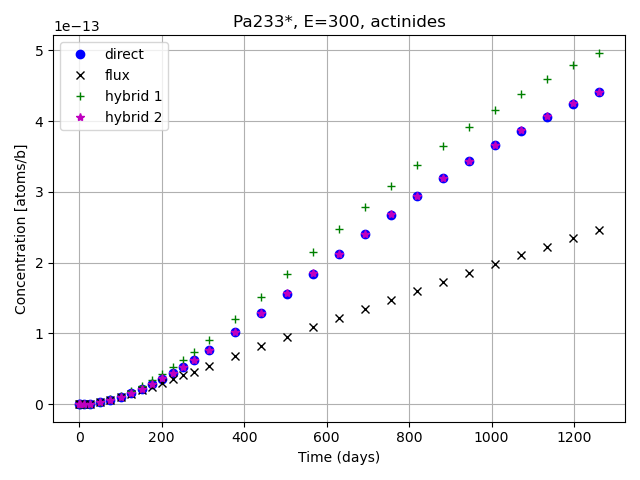 Pa233*, E=300, actinides
1e−13
direct
flux
hybrid 1
hybrid 2
Concentration [atoms/b]
5
4
3
2
1
0
0 200 400 600 800 1000 1200
Time (days)